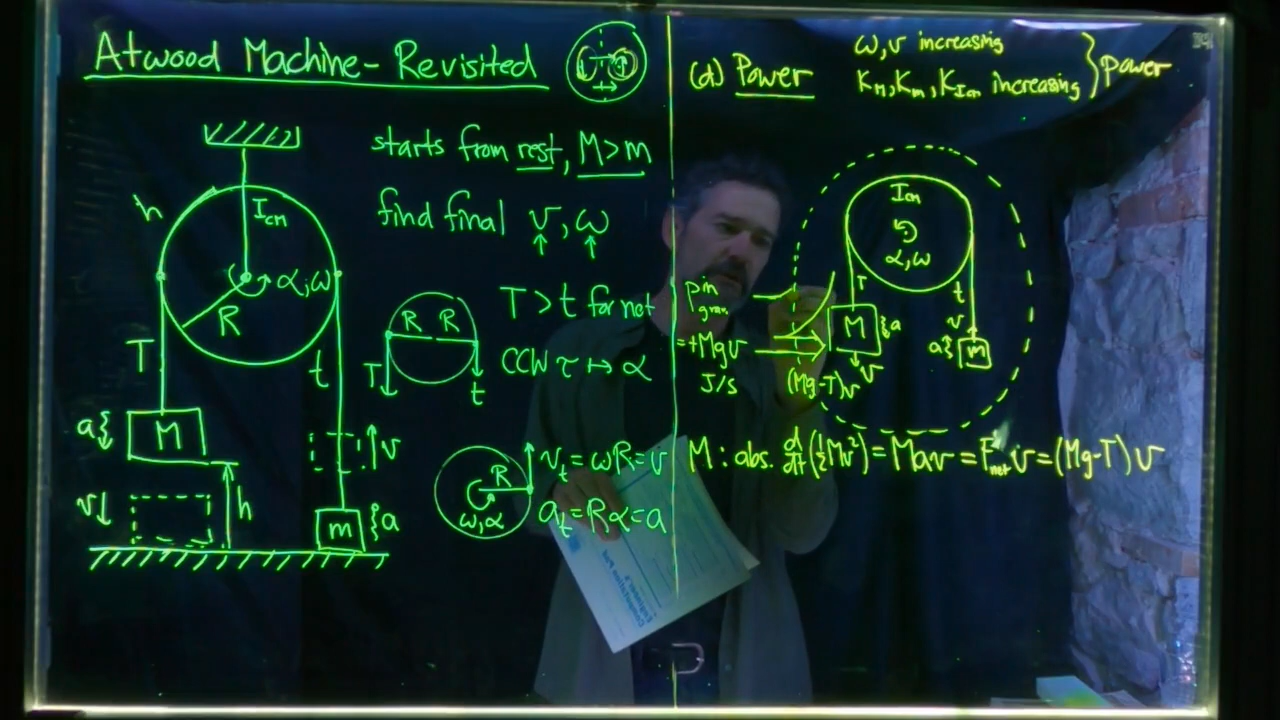 Atwood Machine - Revisited
starts from rest, M>m
find final v, ω
h
I_cm
α, ω
R
T
t
a
M
v
h
v
m
a
R R
T
t
T > t for net
CCW τ ↦ α
R
ω, α
v_t = ωR = v
a_t = Rα = a
(d) Power
ω, v increasing
K_M, K_m, K_Icm increasing } power
I_cm
α, ω
T
t
M
a
v
v
a
m
P^in_grav.
= +Mgv
J/s
(Mg-T)v
M : abs. d/dt(½Mv²) = Mav = F_net v = (Mg-T)v